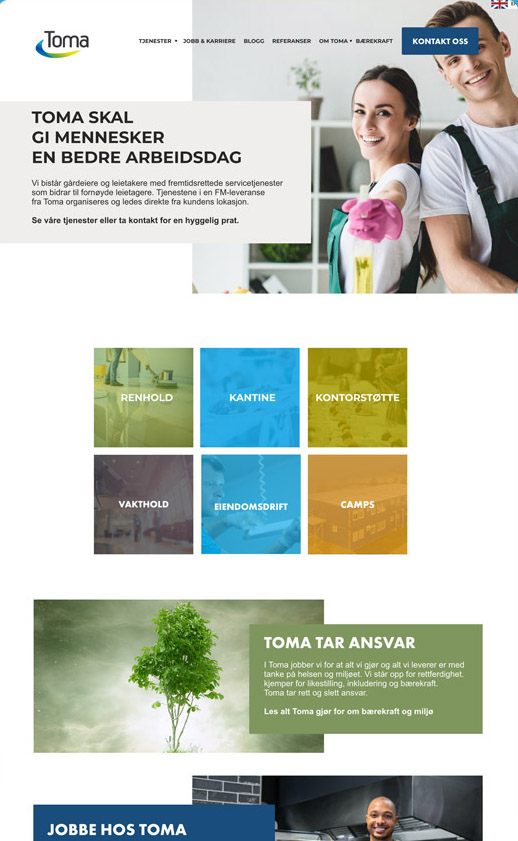 EN
Toma
TJENESTER JOBB & KARRIERE BLOGG REFERANSER OM TOMA BÆREKRAFT KONTAKT OSS
TOMA SKAL
GI MENNESKER
EN BEDRE ARBEIDSDAG
Vi bistår gårdeiere og leietakere med fremtidsrettede servicetjenester
som bidrar til fornøyde leietagere. Tjenestene i en FM-leveranse
fra Toma organiseres og ledes direkte fra kundens lokasjon.
Se våre tjenester eller ta kontakt for en hyggelig prat.
RENHOLD
KANTINE
KONTORSTØTTE
VAKTHOLD
EIENDOMSDRIFT
CAMPS
TOMA TAR ANSVAR
I Toma jobber vi for at alt vi gjør og alt vi leverer er med
tanke på helsen og miljøet. Vi står opp for rettferdighet.
kjemper for likestilling, inkludering og bærekraft.
Toma tar rett og slett ansvar.
Les alt Toma gjør for om bærekraft og miljø
JOBBE HOS TOMA